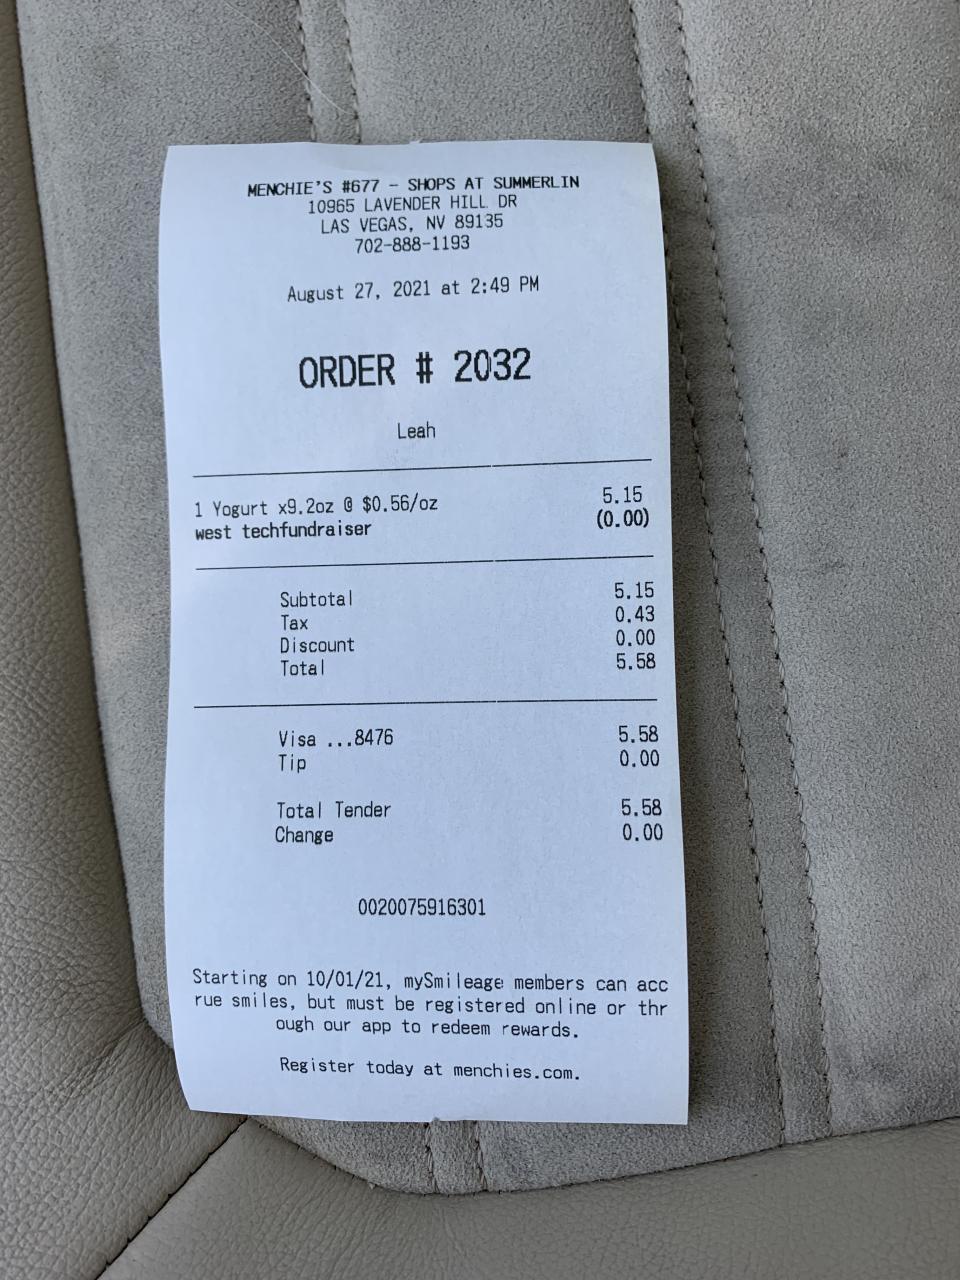 MENCHIE'S #677 - SHOPS AT SUMMERLIN
10965 LAVENDER HILL DR
LAS VEGAS, NV 89135
702-888-1193
August 27, 2021 at 2:49 PM
ORDER # 2032
Leah
1 Yogurt x9.2oz @ $0.56/oz 5.15
west techfundraiser (0.00)
Subtotal 5.15
Tax 0.43
Discount 0.00
Total 5.58
Visa ...8476 5.58
Tip 0.00
Total Tender 5.58
Change 0.00
0020075916301
Starting on 10/01/21, mySmileage members can acc
rue smiles, but must be registered online or thr
ough our app to redeem rewards.
Register today at menchies.com.